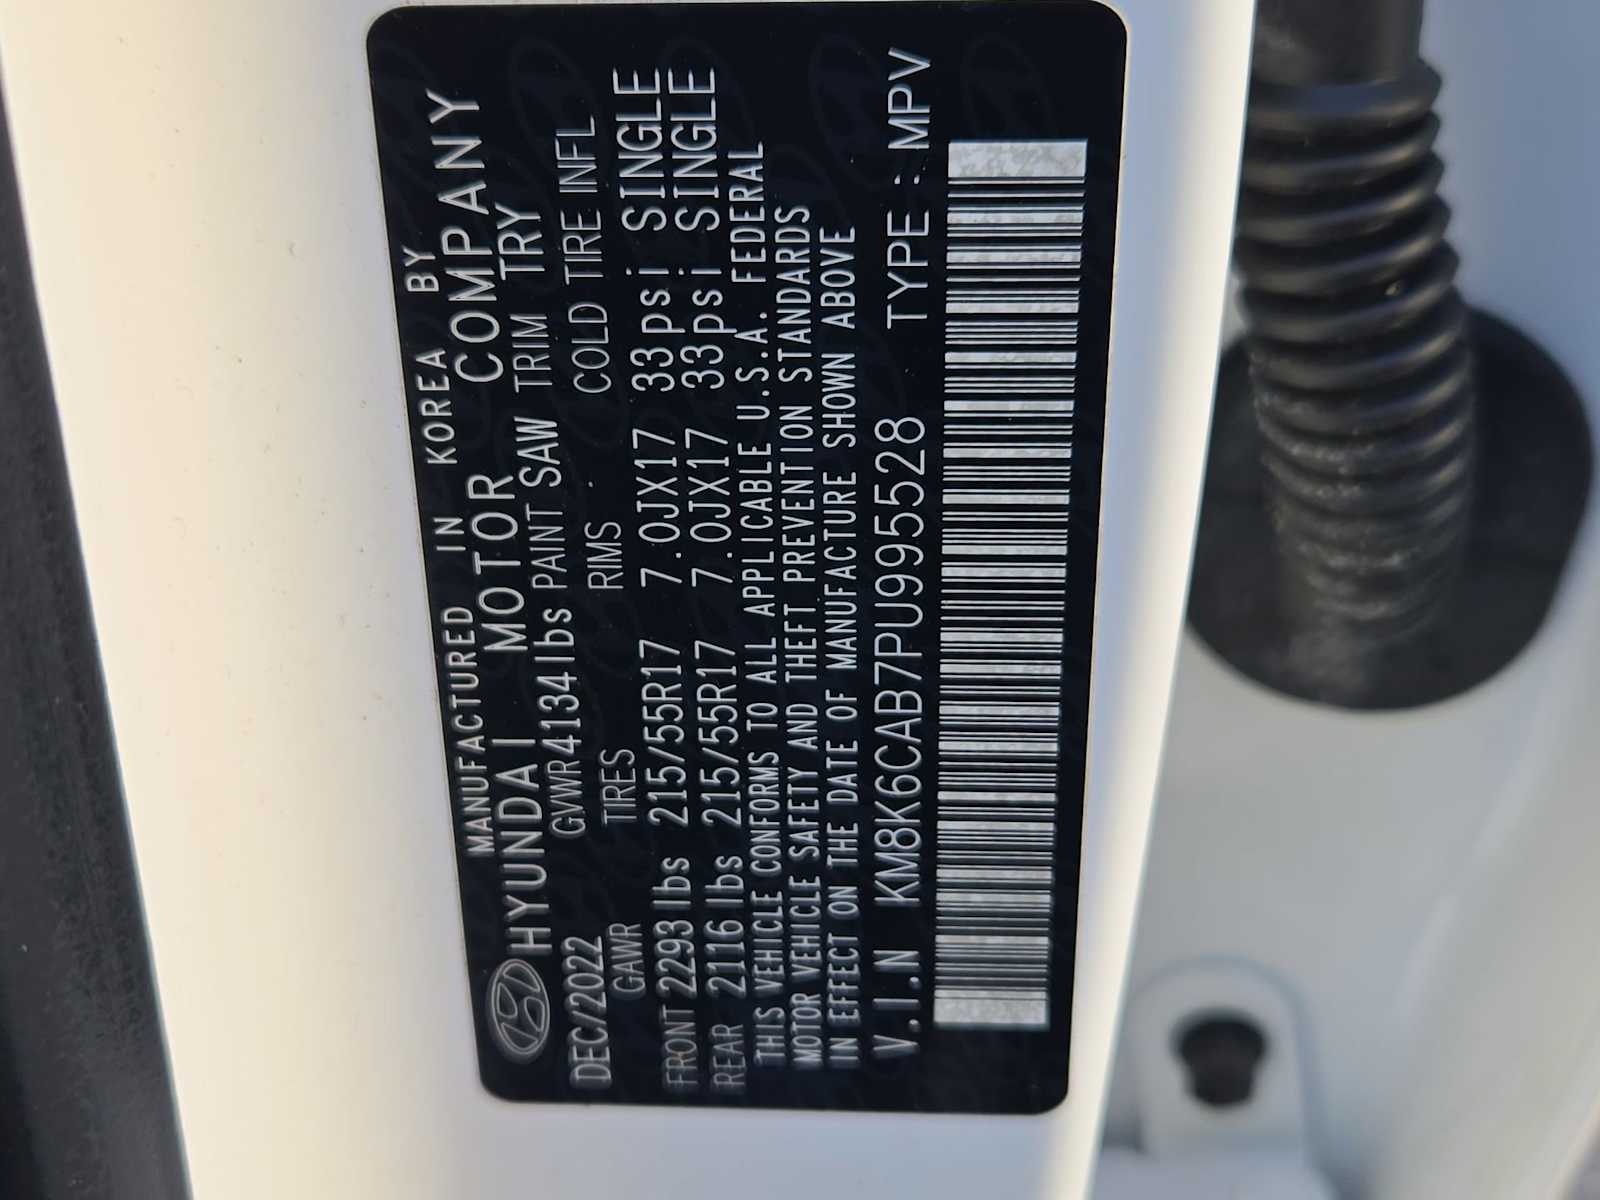 MANUFACTURED IN KOREA BY
HYUNDAI MOTOR COMPANY
DEC/2022 GVWR 4134lbs PAINT SAW TRIM TRY
GAWR TIRES RIMS COLD TIRE INFL
FRONT 2293lbs 215/55R17 7.0JX17 33psi SINGLE
REAR 2116lbs 215/55R17 7.0JX17 33psi SINGLE
THIS VEHICLE CONFORMS TO ALL APPLICABLE U.S.A. FEDERAL
MOTOR VEHICLE SAFETY AND THEFT PREVENTION STANDARDS
IN EFFECT ON THE DATE OF MANUFACTURE SHOWN ABOVE
V.I.N KM8K6CAB7PU995528 TYPE : MPV